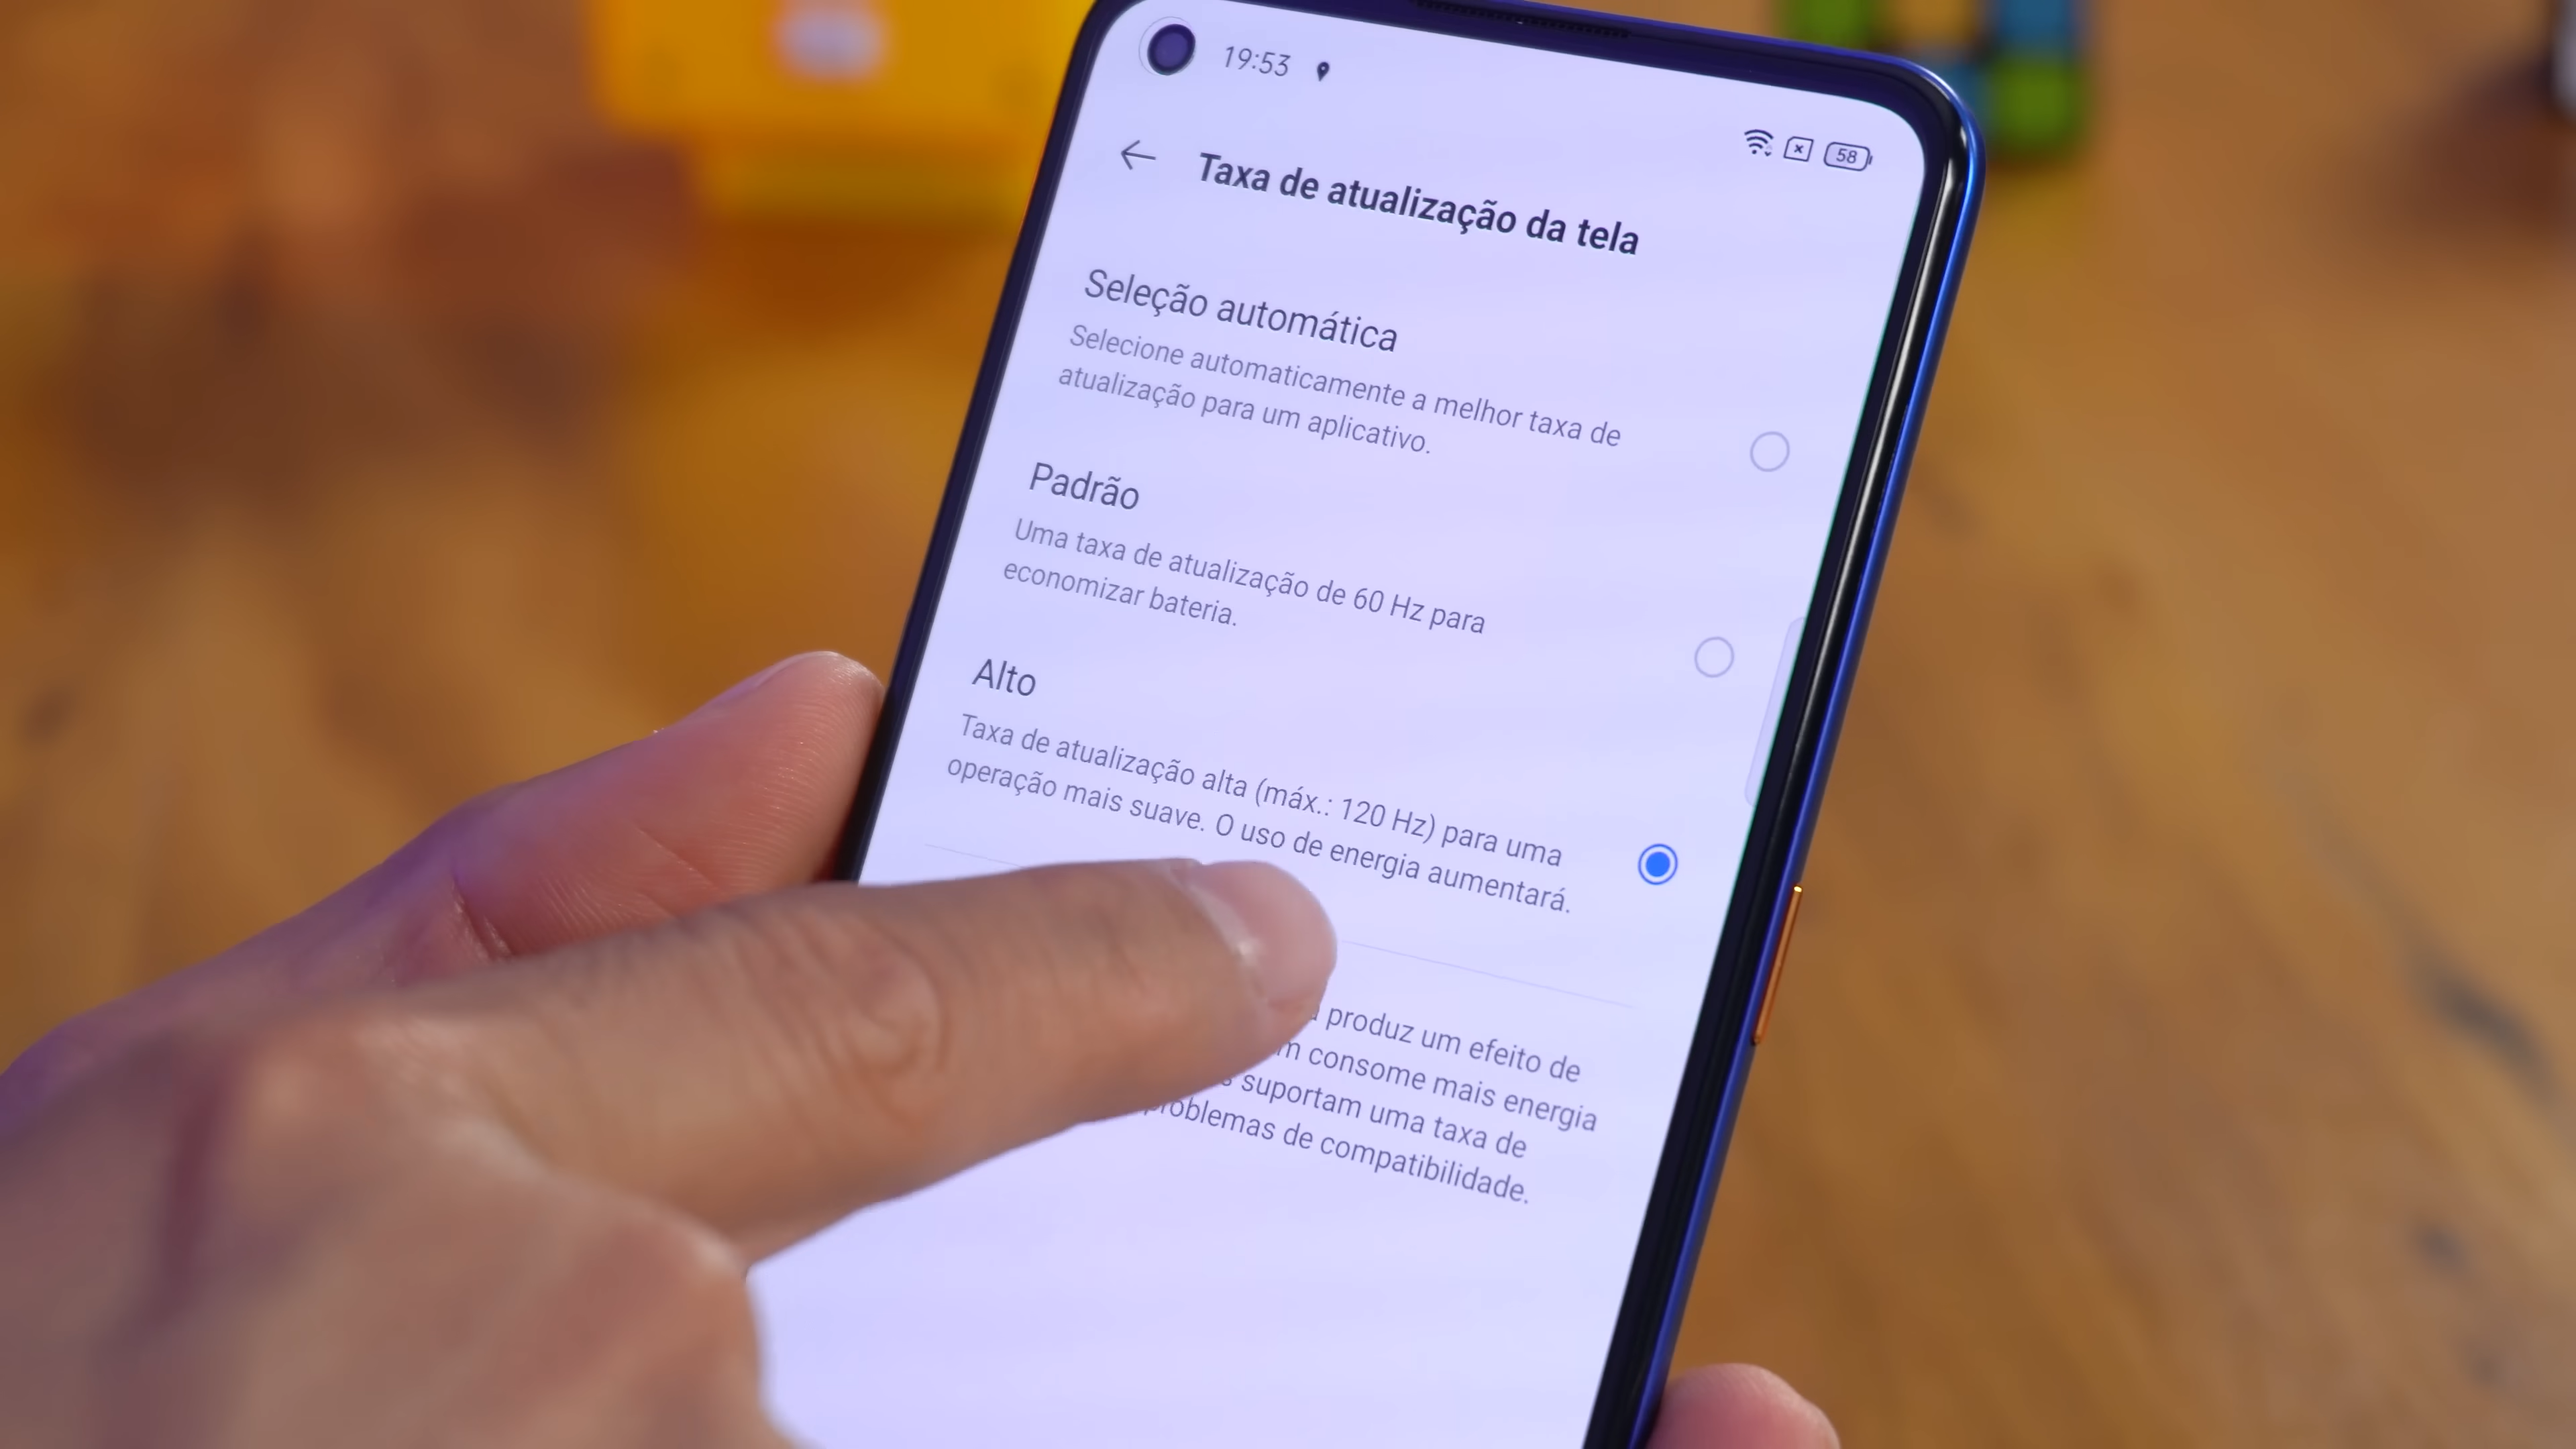 19:53
58
Taxa de atualização da tela
Seleção automática
Selecione automaticamente a melhor taxa de
atualização para um aplicativo.
Padrão
Uma taxa de atualização de 60 Hz para
economizar bateria.
Alto
Taxa de atualização alta (máx.: 120 Hz) para uma
operação mais suave. O uso de energia aumentará.
produz um efeito de
consome mais energia
suportam uma taxa de
problemas de compatibilidade.